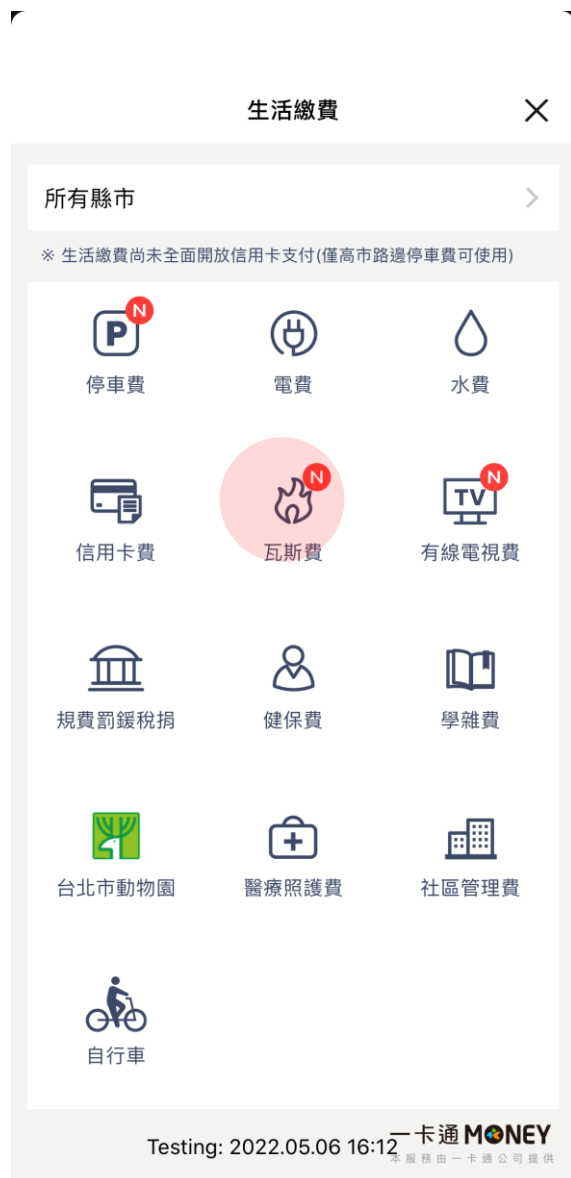 生活繳費
所有縣市
※ 生活繳費尚未全面開放信用卡支付(僅高市路邊停車費可使用)
P N
停車費 電費 水費
N TV N
信用卡費 瓦斯費 有線電視費
規費罰鍰稅捐 健保費 學雜費
台北市動物園 醫療照護費 社區管理費
自行車
Testing: 2022.05.06 16:12
一卡通 MONEY
本服務由一卡通公司提供